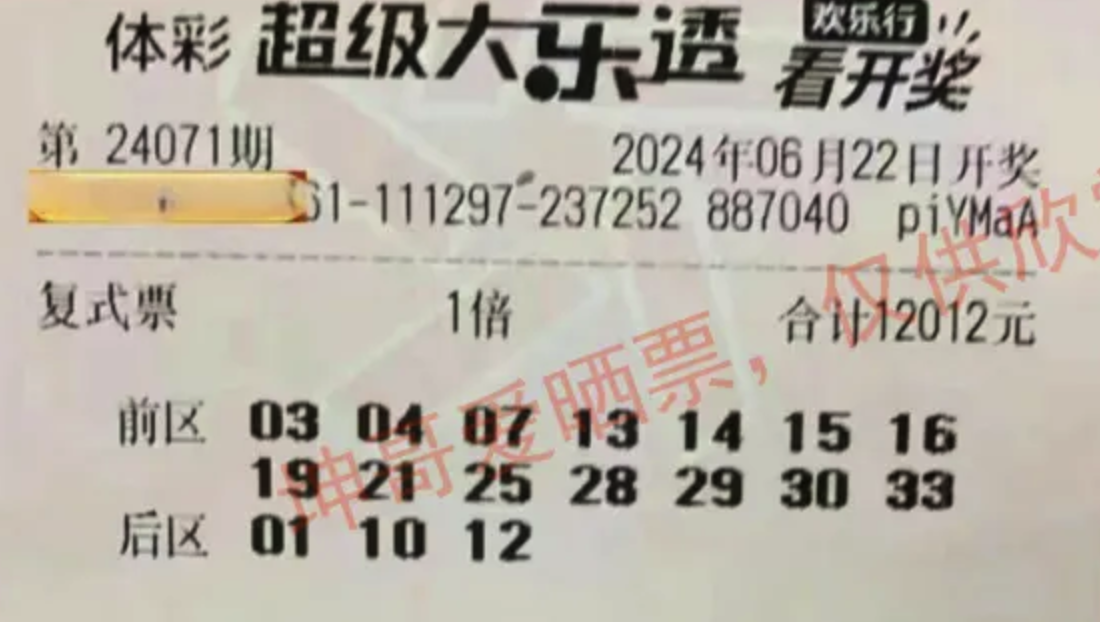 体彩 超级大乐透 欢乐行 看开奖
第 24071期 2024年06月22日开奖
61-111297-237252 887040 piYMaA
复式票 1倍 合计12012元
前区 03 04 07 13 14 15 16
19 21 25 28 29 30 33
后区 01 10 12
坤哥爱晒票,仅供欣